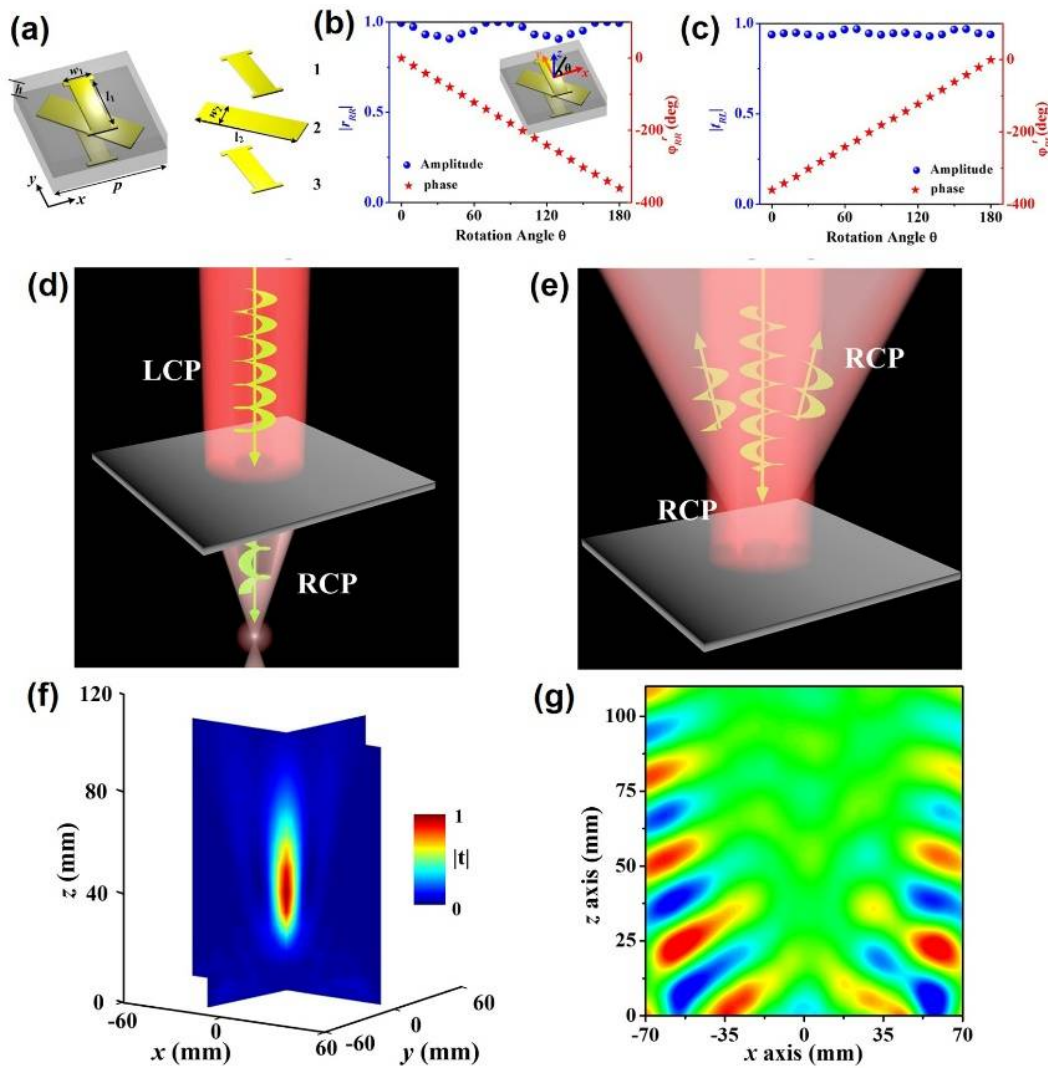 (a)
w1
h
l1
w2
l2
p
y
x
1
2
3
(b)
1.0
0.5
0.0
|rRR|
0
-200
-400
φrRR (deg)
z
y
θ
x
Amplitude
phase
0 60 120 180
Rotation Angle θ
(c)
1.0
0.5
0.0
|tRL|
0
-200
-400
Amplitude
phase
0 60 120 180
Rotation Angle θ
(d)
LCP
RCP
(e)
RCP
RCP
(f)
120
80
40
0
z (mm)
-60
0
60
x (mm)
-60
0
60
y (mm)
1
|t|
0
(g)
100
75
50
25
0
z axis (mm)
-70 -35 0 35 70
x axis (mm)